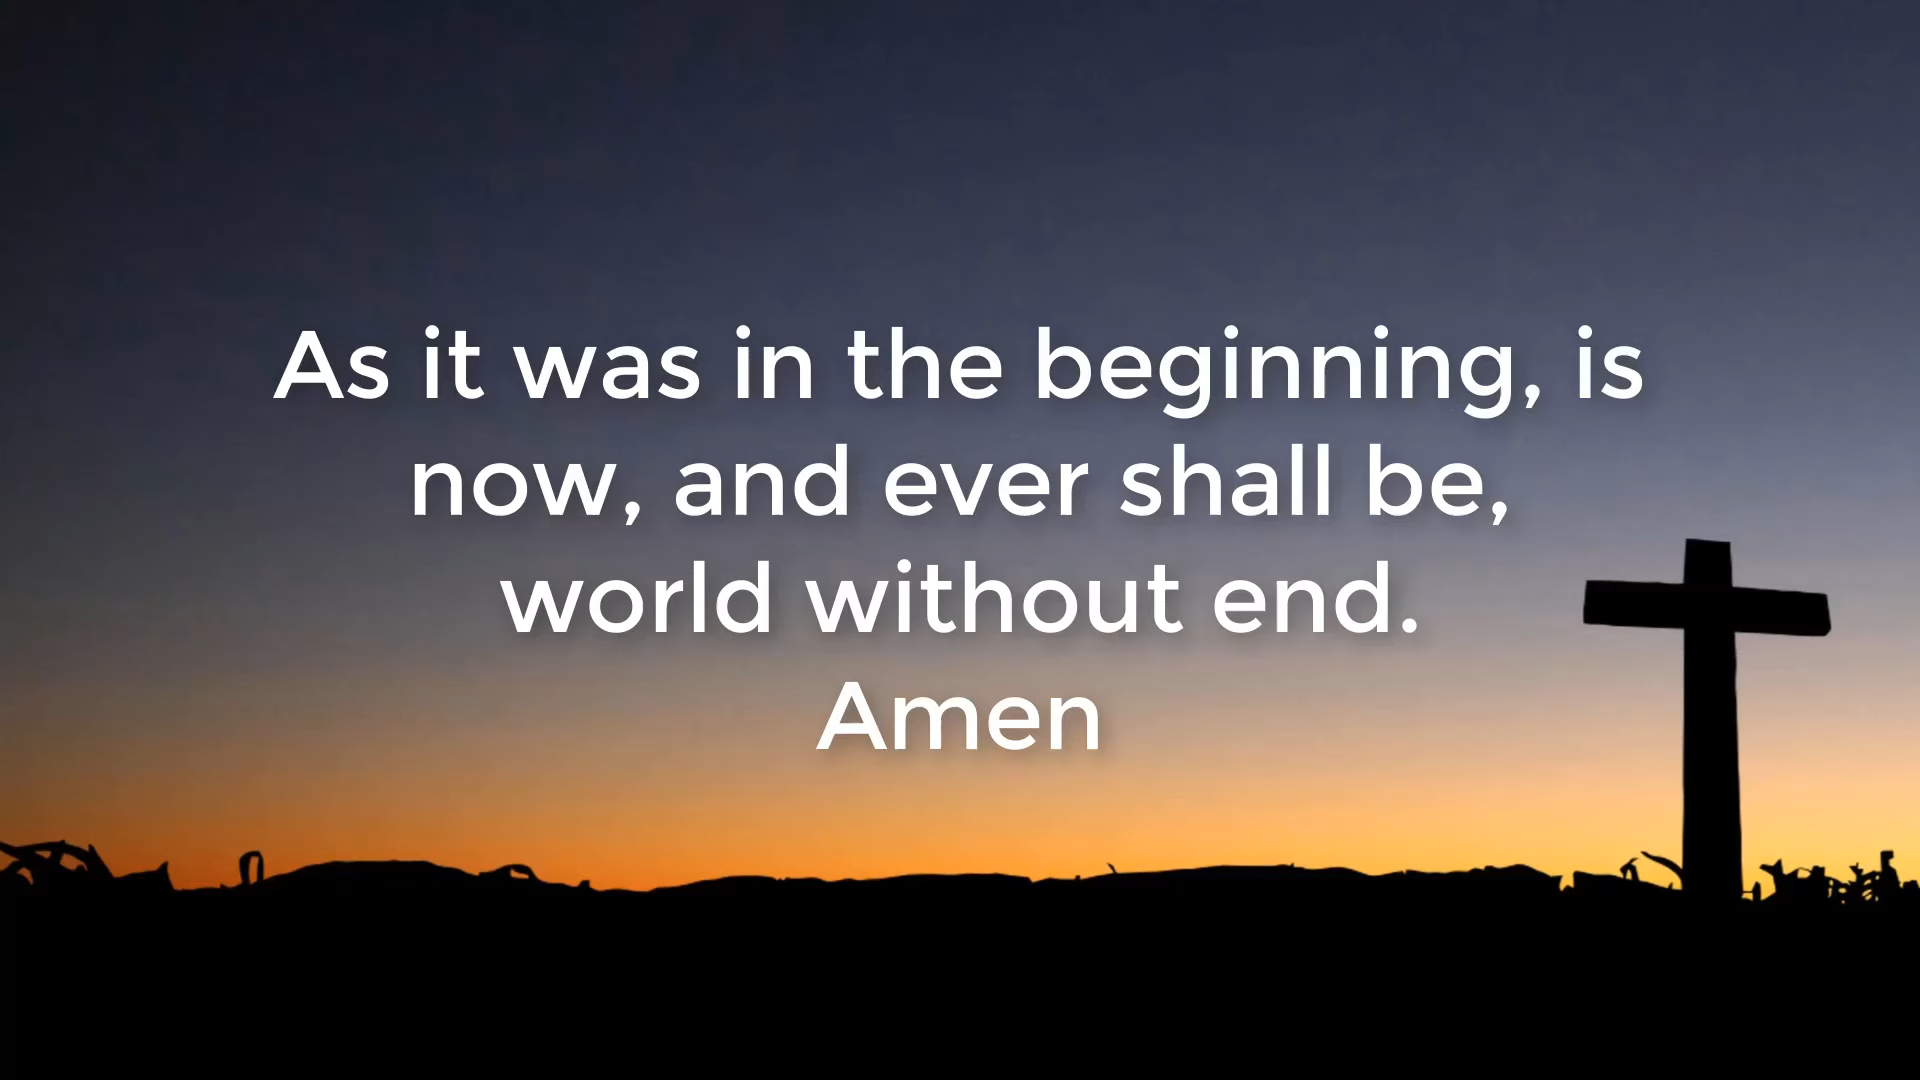 As it was in the beginning, is
now, and ever shall be,
world without end.
Amen